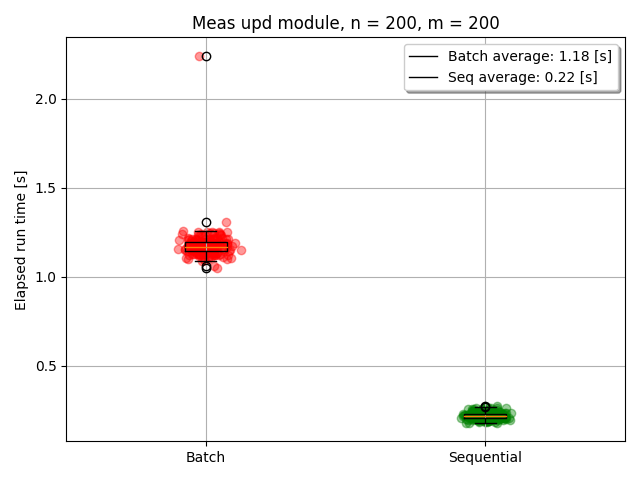 Meas upd module, n = 200, m = 200
Batch average: 1.18 [s]
Seq average: 0.22 [s]
Elapsed run time [s]
2.0
1.5
1.0
0.5
Batch
Sequential